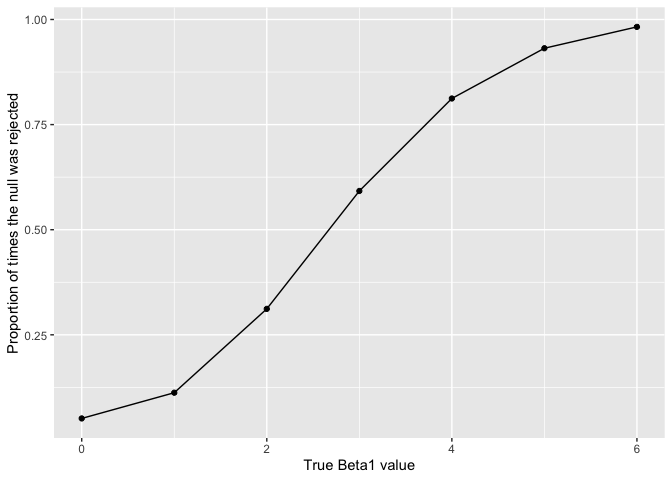 1.00
0.75
0.50
0.25
Proportion of times the null was rejected
0 2 4 6
True Beta1 value